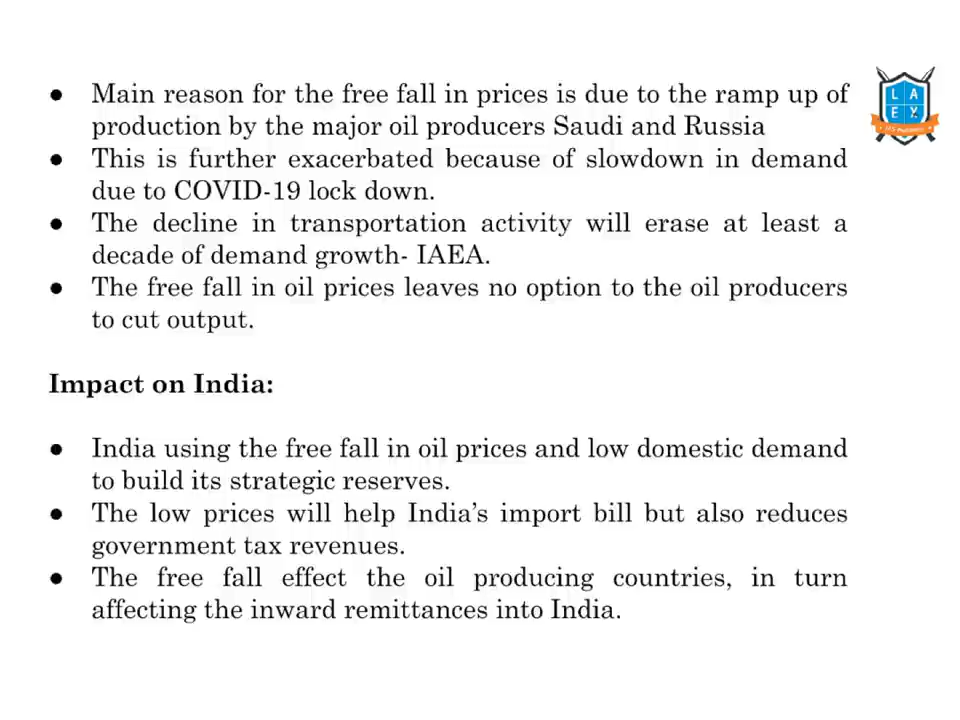 ● Main reason for the free fall in prices is due to the ramp up of
production by the major oil producers Saudi and Russia
● This is further exacerbated because of slowdown in demand
due to COVID-19 lock down.
● The decline in transportation activity will erase at least a
decade of demand growth- IAEA.
● The free fall in oil prices leaves no option to the oil producers
to cut output.
Impact on India:
● India using the free fall in oil prices and low domestic demand
to build its strategic reserves.
● The low prices will help India's import bill but also reduces
government tax revenues.
● The free fall effect the oil producing countries, in turn
affecting the inward remittances into India.
L A
E X